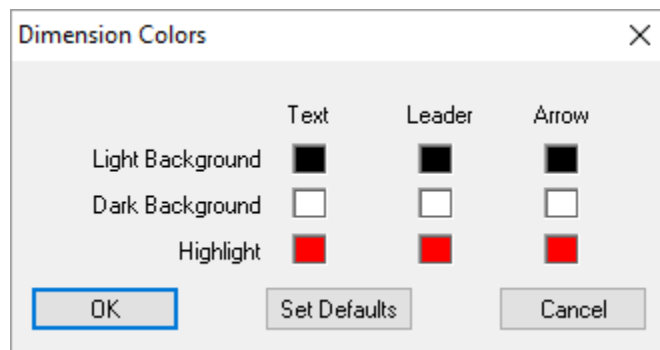 Dimension Colors
Text Leader Arrow
Light Background
Dark Background
Highlight
OK Set Defaults Cancel